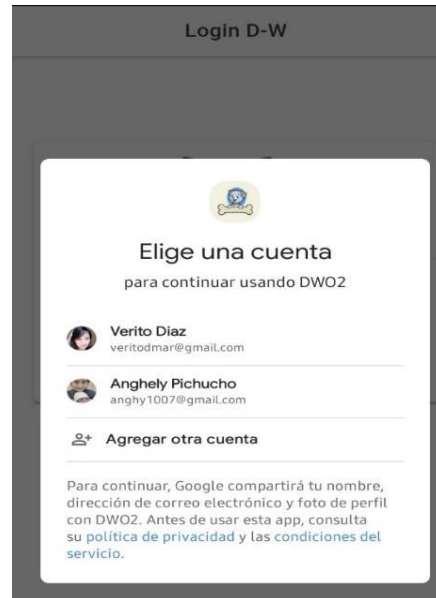 Login D-W
Elige una cuenta
para continuar usando DWO2
Verito Diaz
veritodmar@gmail.com
Anghely Pichucho
anghy1007@gmail.com
Agregar otra cuenta
Para continuar, Google compartirá tu nombre,
dirección de correo electrónico y foto de perfil
con DWO2. Antes de usar esta app, consulta
su política de privacidad y las condiciones del
servicio.